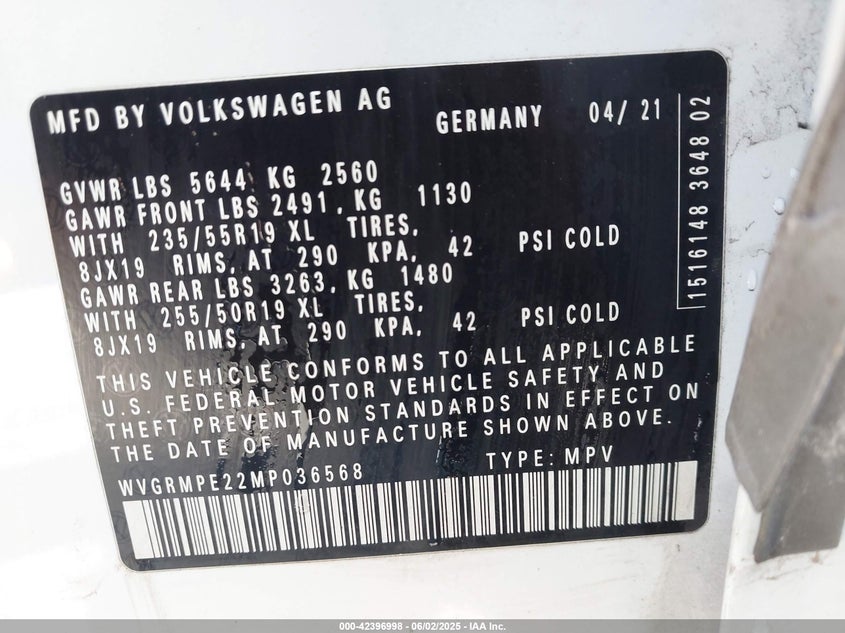 MFD BY VOLKSWAGEN AG
GERMANY 04/ 21
GVWR LBS 5644 KG 2560
GAWR FRONT LBS 2491, KG 1130
WITH 235/55R19 XL TIRES,
8JX19 RIMS, AT 290 KPA, 42 PSI COLD
GAWR REAR LBS 3263, KG 1480
WITH 255/50R19 XL TIRES,
8JX19 RIMS, AT 290 KPA, 42 PSI COLD
THIS VEHICLE CONFORMS TO ALL APPLICABLE
U.S. FEDERAL MOTOR VEHICLE SAFETY AND
THEFT PREVENTION STANDARDS IN EFFECT ON
THE DATE OF MANUFACTURE SHOWN ABOVE.
WVGRMPE22MP036568 TYPE: MPV
1516148 3648 02
000-42396998 - 06/02/2025 - IAA Inc.